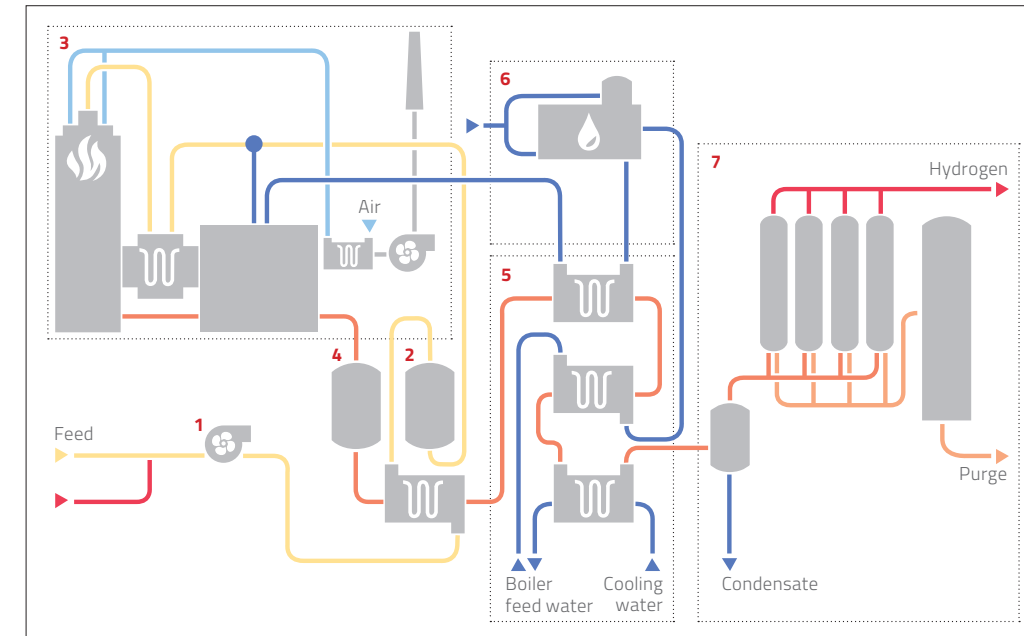 3
6
7
Hydrogen
Air
5
4
2
1
Feed
Purge
Boiler
feed water
Cooling
water
Condensate